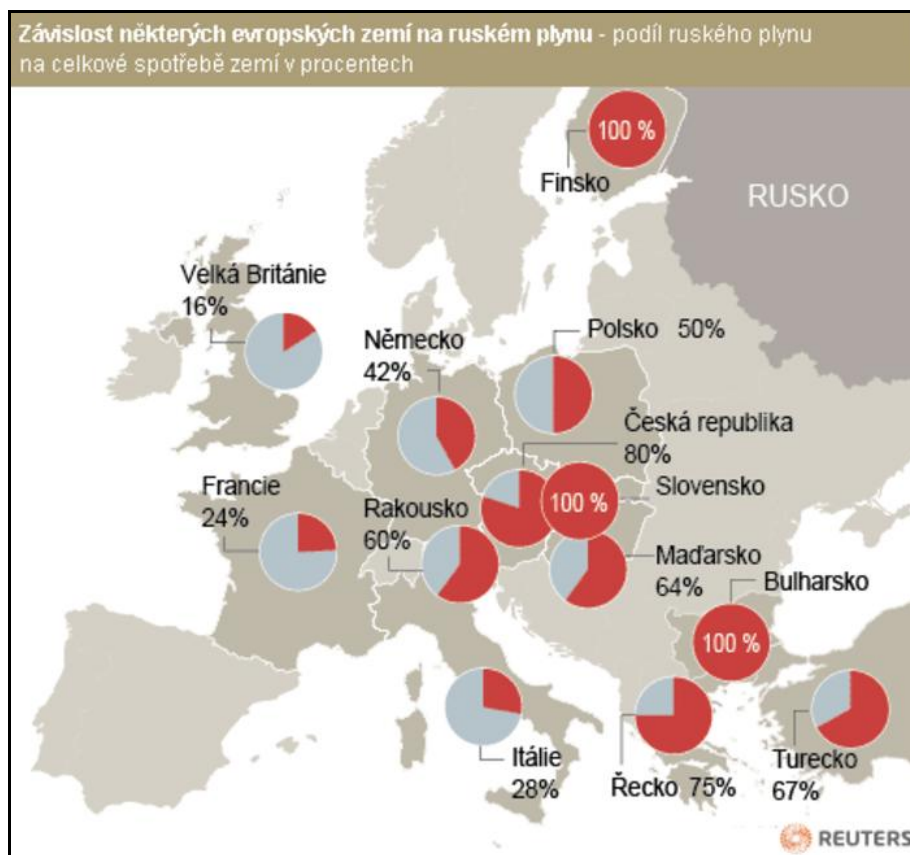 Závislost některých evropských zemí na ruském plynu - podíl ruského plynu
na celkové spotřebě zemí v procentech
100 %
Finsko
RUSKO
Velká Británie
16%
Německo
42%
Polsko 50%
Česká republika
80%
Francie
24%
Rakousko
60%
100 %
Slovensko
Maďarsko
64%
Bulharsko
100 %
Itálie
28%
Řecko 75%
Turecko
67%
REUTERS